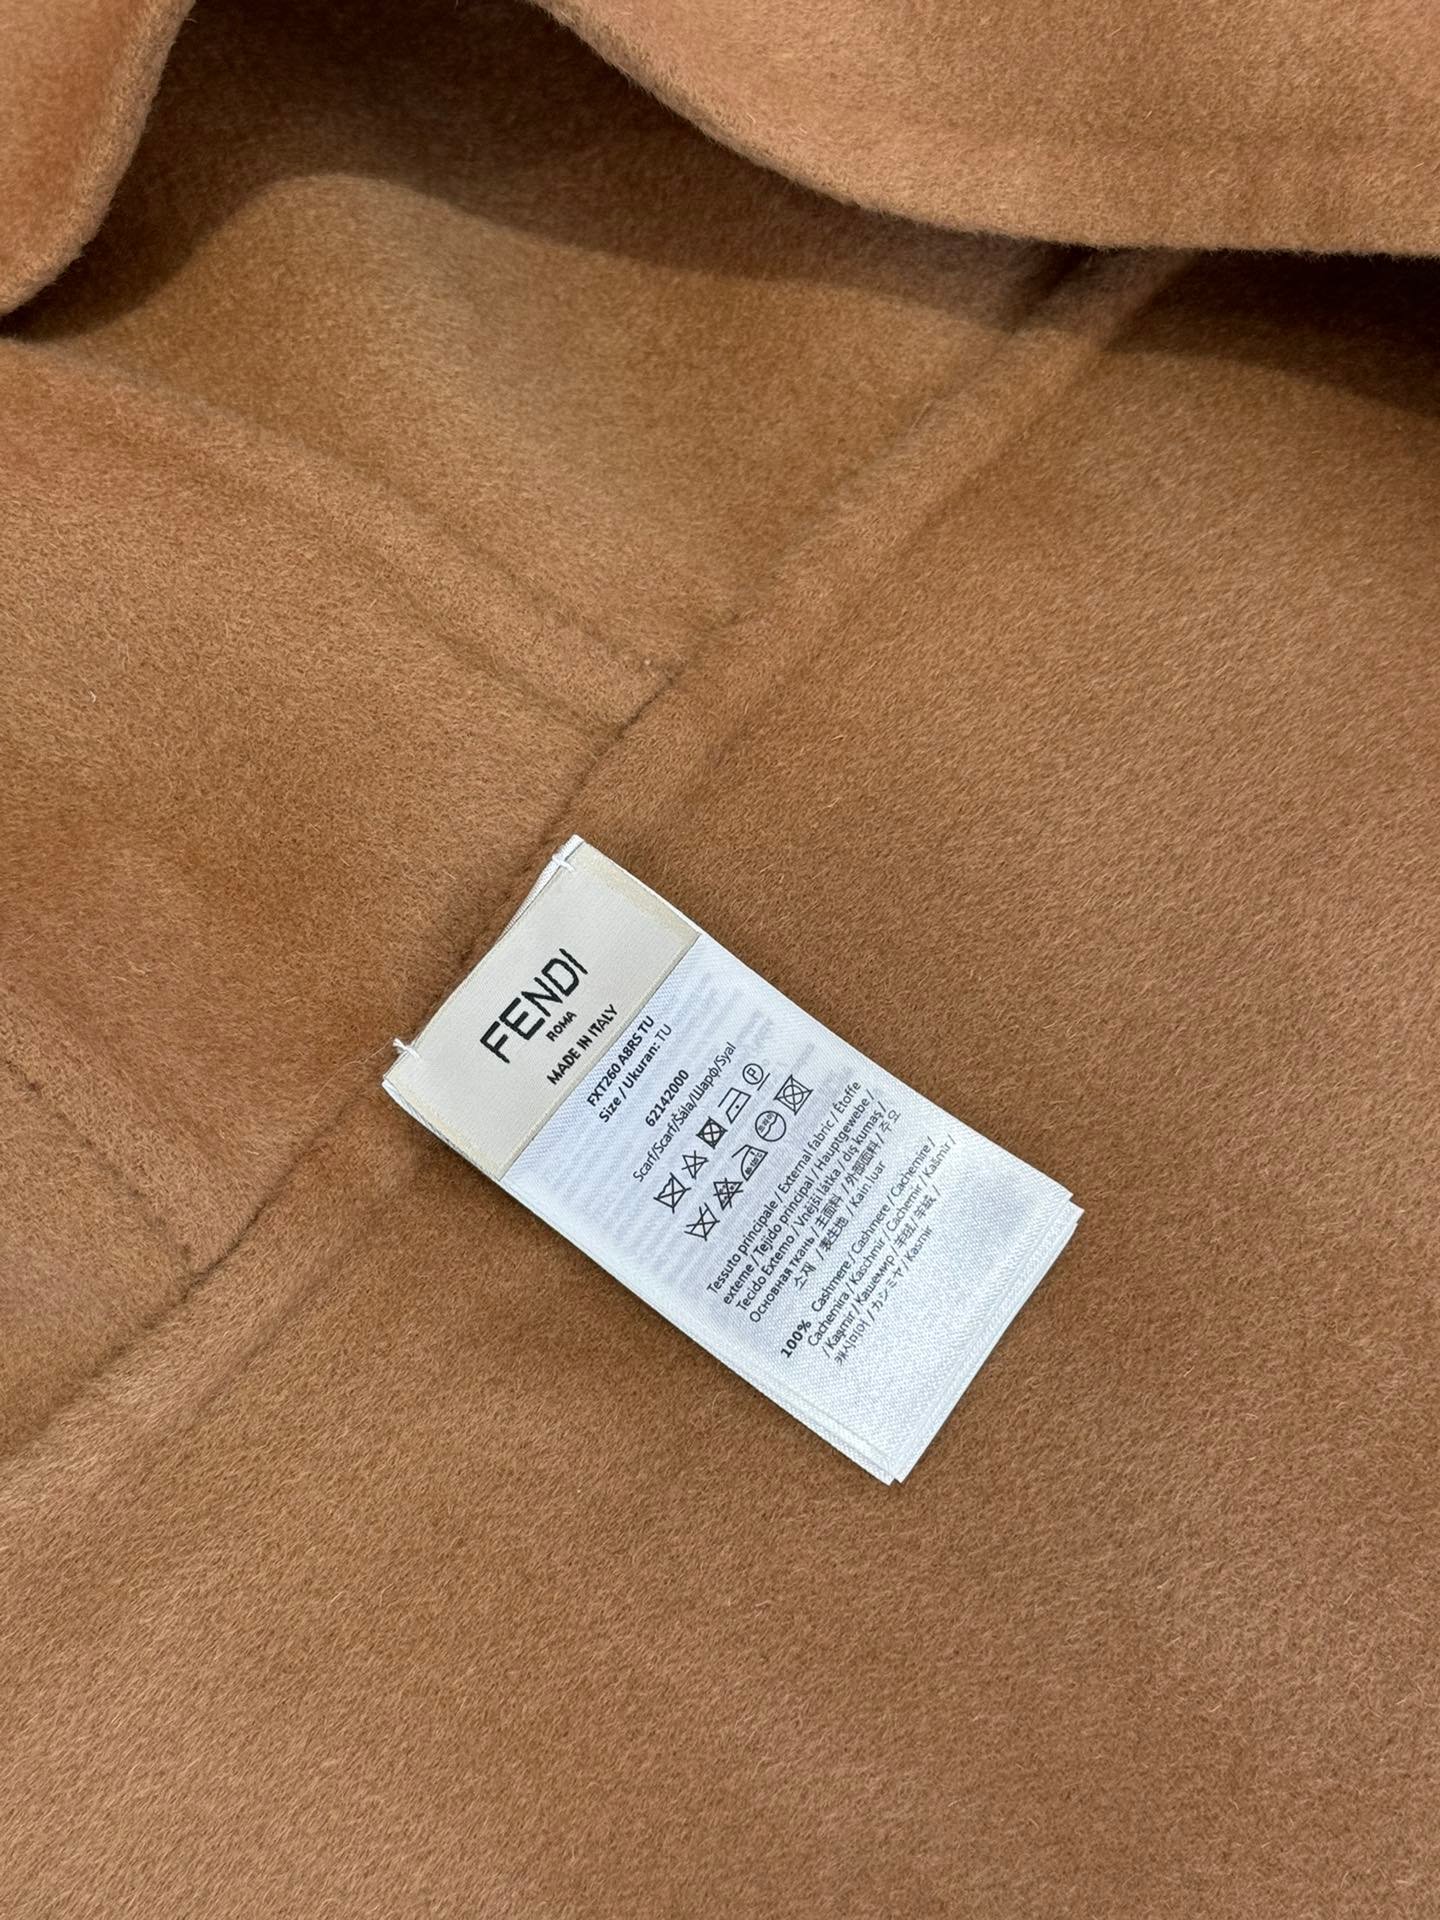 FENDI
ROMA
MADE IN ITALY
FXT260 A8RS TU
Size / Ukuran: TU
62142000
Scarf/Scarf/Šála/Шарф/Syal
Tessuto principale / External fabric / Étoffe
externe / Tejido principal / Hauptgewebe /
Tecido Externo / Vnější látka / dış kumaş /
Основная ткань / 主面料 / 外部面料 / 주요
소재 / 表生地 / Kain luar
100% Cashmere / Cashmere / Cachemire /
Cachemira / Kaschmir / Cachemir / Kašmír /
/ Kaşmir / Кашемир / 羊绒 / 羊絨 /
캐시미어 / カシミヤ / Kasmir